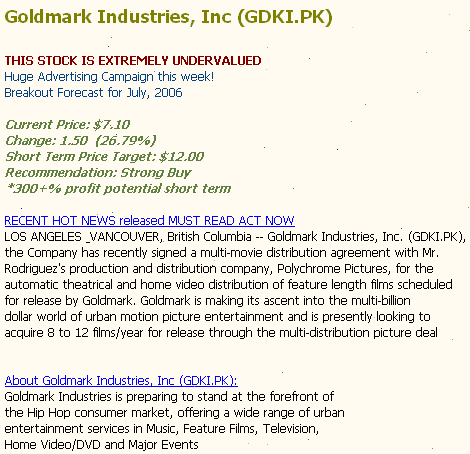 Goldmark Industries, Inc (GDKI.PK)
THIS STOCK IS EXTREMELY UNDERVALUED
Huge Advertising Campaign this week!
Breakout Forecast for July, 2006
Current Price: $7.10
Change: 1.50 (26.79%)
Short Term Price Target: $12.00
Recommendation: Strong Buy
*300+% profit potential short term
RECENT HOT NEWS released MUST READ ACT NOW
LOS ANGELES _VANCOUVER, British Columbia -- Goldmark Industries, Inc. (GDKI.PK),
the Company has recently signed a multi-movie distribution agreement with Mr.
Rodriguez's production and distribution company, Polychrome Pictures, for the
automatic theatrical and home video distribution of feature length films scheduled
for release by Goldmark. Goldmark is making its ascent into the multi-billion
dollar world of urban motion picture entertainment and is presently looking to
acquire 8 to 12 films/year for release through the multi-distribution picture deal
About Goldmark Industries, Inc (GDKI.PK):
Goldmark Industries is preparing to stand at the forefront of
the Hip Hop consumer market, offering a wide range of urban
entertainment services in Music, Feature Films, Television,
Home Video/DVD and Major Events